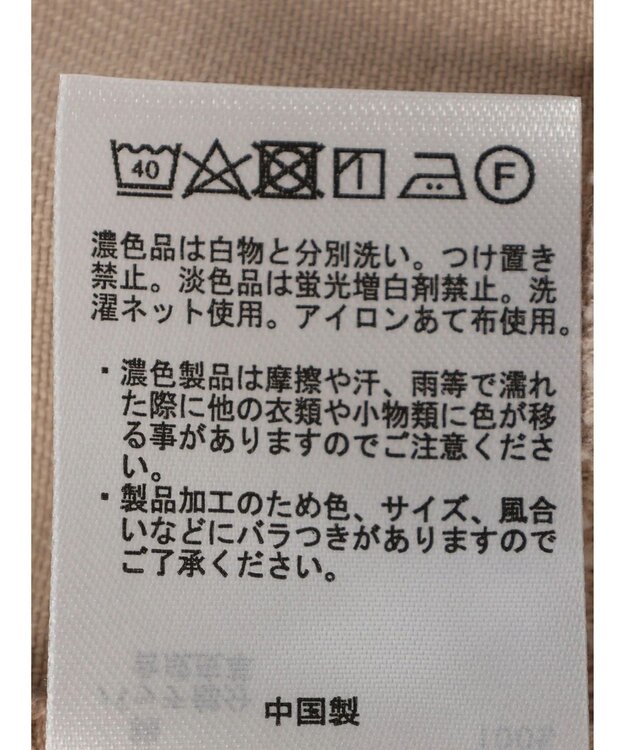 40 F
濃色品は白物と分別洗い。つけ置き
禁止。淡色品は蛍光増白剤禁止。洗
濯ネット使用。アイロンあて布使用。
・濃色製品は摩擦や汗、雨等で濡れ
た際に他の衣類や小物類に色が移
る事がありますのでご注意くださ
い。
・製品加工のため色、サイズ、風合
いなどにバラつきがありますので
ご了承ください。
中国製